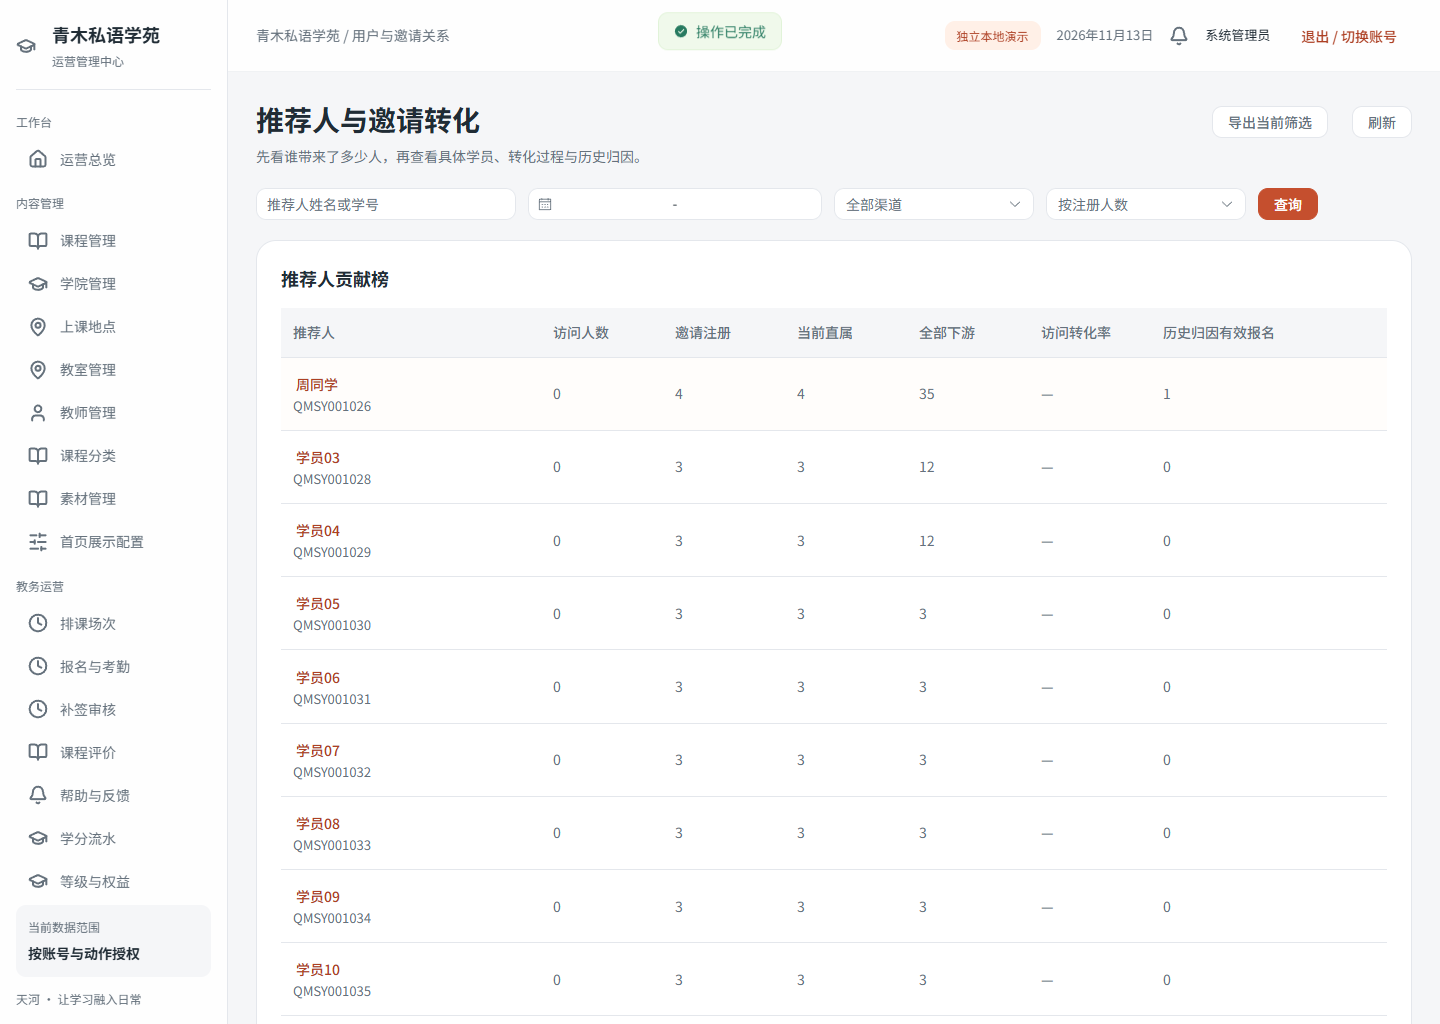 青木私语学苑
运营管理中心
工作台
运营总览
内容管理
课程管理
学院管理
上课地点
教室管理
教师管理
课程分类
素材管理
首页展示配置
教务运营
排课场次
报名与考勤
补签审核
课程评价
帮助与反馈
学分流水
等级与权益
当前数据范围
按账号与动作授权
天河 · 让学习融入日常
青木私语学苑 / 用户与邀请关系
操作已完成
独立本地演示
2026年11月13日
系统管理员
退出 / 切换账号
推荐人与邀请转化
先看谁带来了多少人，再查看具体学员、转化过程与历史归因。
导出当前筛选
刷新
推荐人姓名或学号
-
全部渠道
按注册人数
查询
推荐人贡献榜
推荐人 访问人数 邀请注册 当前直属 全部下游 访问转化率 历史归因有效报名
周同学
QMSY001026 0 4 4 35 — 1
学员03
QMSY001028 0 3 3 12 — 0
学员04
QMSY001029 0 3 3 12 — 0
学员05
QMSY001030 0 3 3 3 — 0
学员06
QMSY001031 0 3 3 3 — 0
学员07
QMSY001032 0 3 3 3 — 0
学员08
QMSY001033 0 3 3 3 — 0
学员09
QMSY001034 0 3 3 3 — 0
学员10
QMSY001035 0 3 3 3 — 0